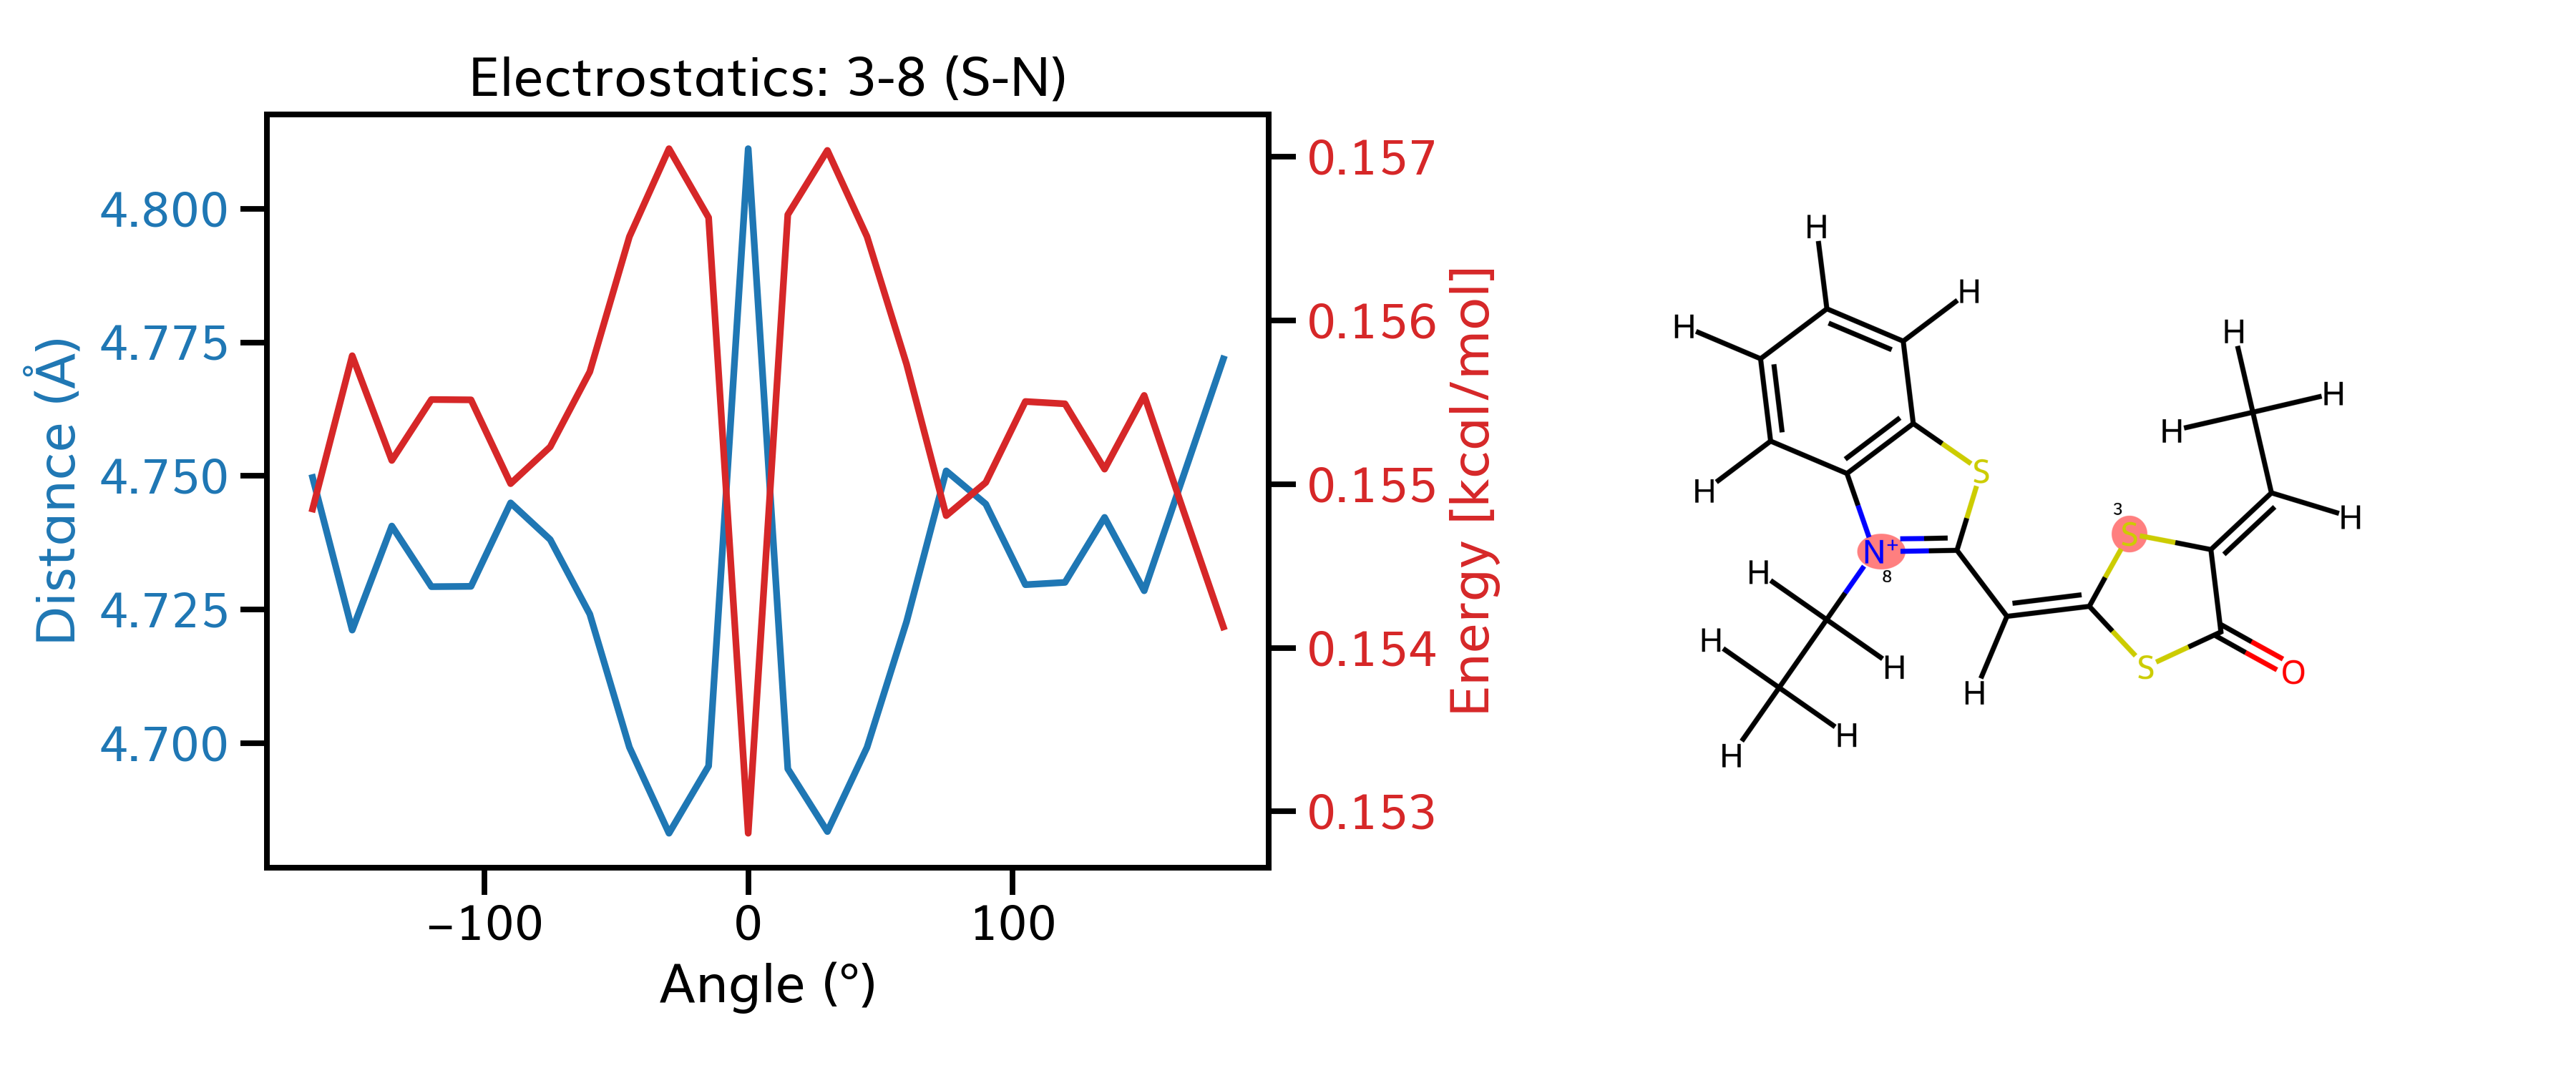 Electrostatics: 3-8 (S-N)
Distance (Å)
4.800
4.775
4.750
4.725
4.700
0.157
0.156
0.155
0.154
0.153
Energy [kcal/mol]
−100
0
100
Angle (°)
H
H
H
H
S
N+
8
H
H
H
H
H
H
3
S
S
O
H
H
H
H